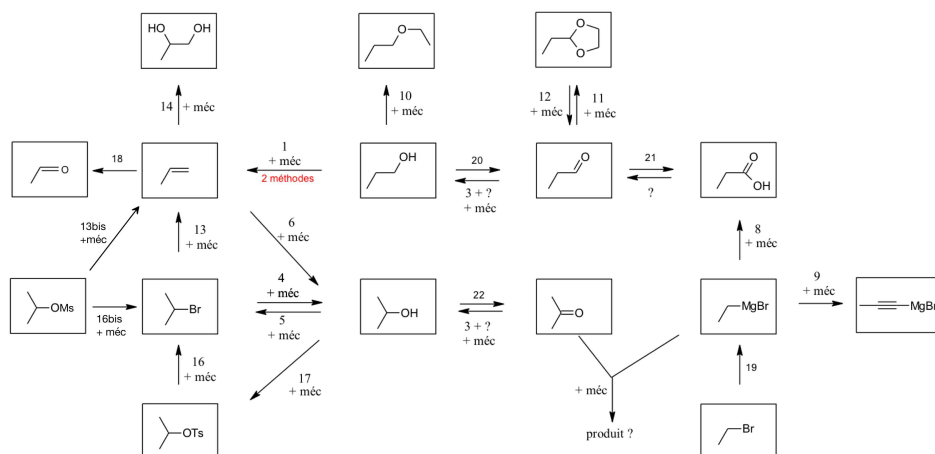 HO OH
O
O
O
14 + méc
10
+ méc
12
+ méc
11
+ méc
O
18
1
+ méc
2 méthodes
OH
20
3 + ?
+ méc
O
21
?
O
OH
13bis
+méc
13
+ méc
6
+ méc
8
+ méc
OMs
16bis
+ méc
Br
4
+ méc
5
+ méc
OH
22
3 + ?
+ méc
O
MgBr
9
+ méc
MgBr
16
+ méc
17
+ méc
+ méc
19
OTs
produit ?
Br